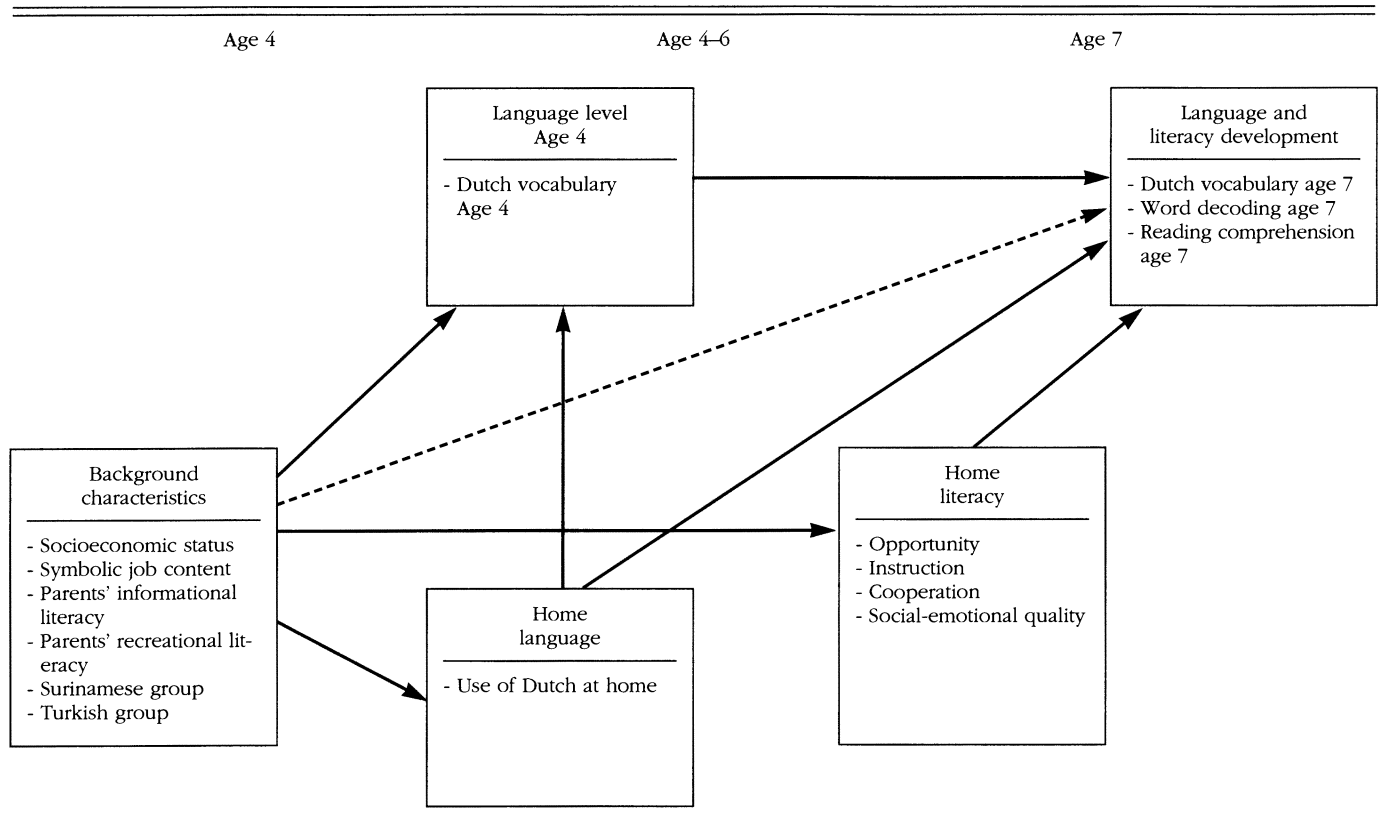 Age 4
Age 4–6
Age 7
Language level
Age 4
- Dutch vocabulary
Age 4
Language and
literacy development
- Dutch vocabulary age 7
- Word decoding age 7
- Reading comprehension
age 7
Background
characteristics
- Socioeconomic status
- Symbolic job content
- Parents' informational
literacy
- Parents' recreational lit-
eracy
- Surinamese group
- Turkish group
Home
language
- Use of Dutch at home
Home
literacy
- Opportunity
- Instruction
- Cooperation
- Social-emotional quality